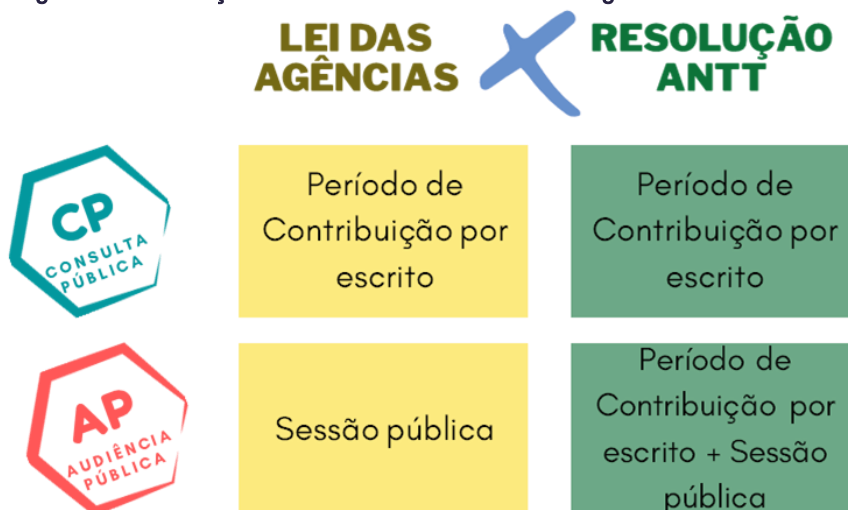 LEI DAS
AGÊNCIAS
RESOLUÇÃO
ANTT
CP
CONSULTA
PÚBLICA
Período de
Contribuição por
escrito
Período de
Contribuição por
escrito
AP
AUDIÊNCIA
PÚBLICA
Sessão pública
Período de
Contribuição por
escrito + Sessão
pública